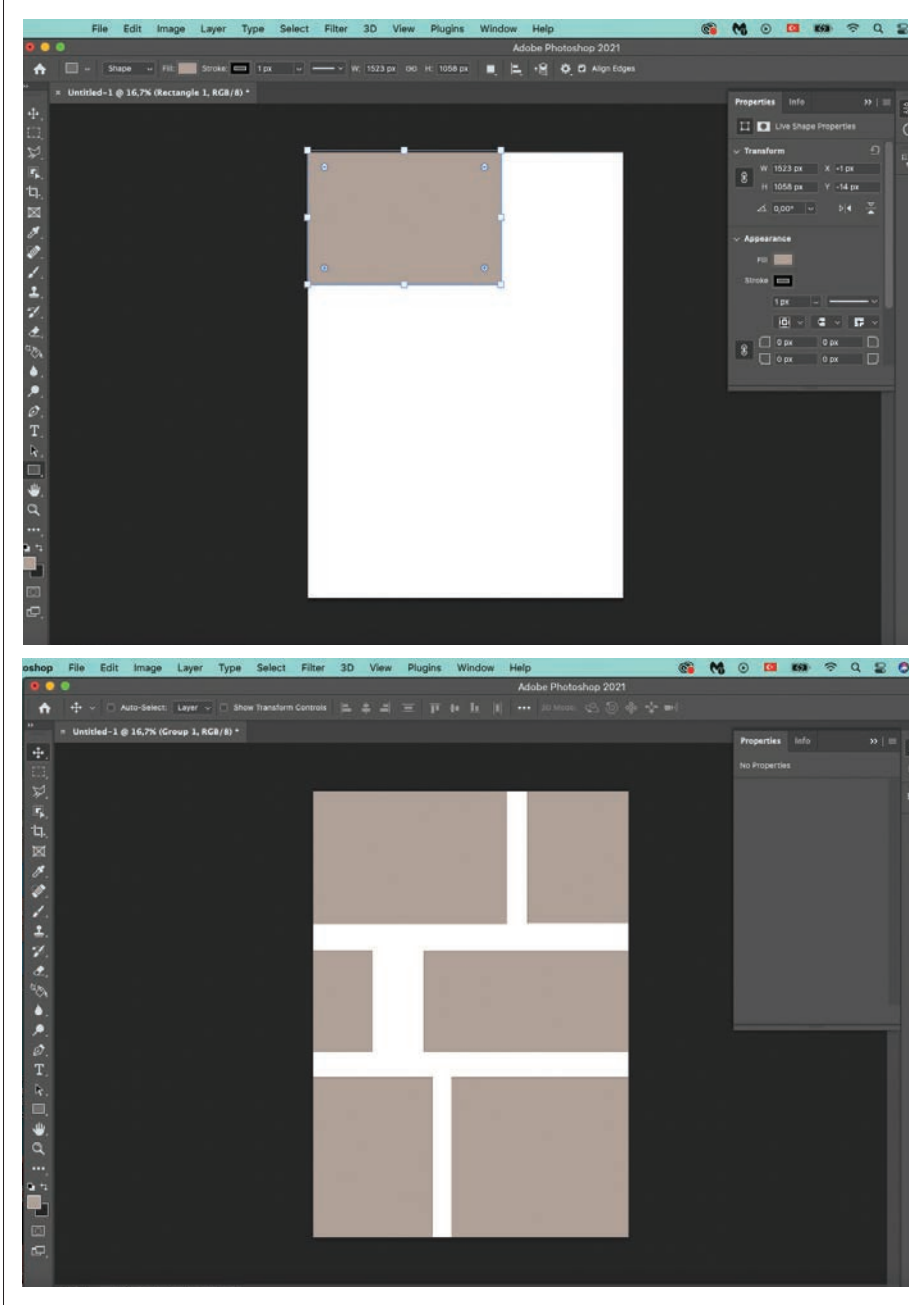 File Edit Image Layer Type Select Filter 3D View Plugins Window Help
Adobe Photoshop 2021
Shape Fill: Stroke: 1 px W: 1523 px H: 1058 px Align Edges
× Untitled-1 @ 16,7% (Rectangle 1, RGB/8) *
Properties Info
Live Shape Properties
Transform
W 1523 px X -1 px
H 1058 px Y -14 px
0,00°
Appearance
Fill
Stroke
1 px
0 px 0 px
0 px 0 px
oshop File Edit Image Layer Type Select Filter 3D View Plugins Window Help
Adobe Photoshop 2021
Auto-Select: Layer Show Transform Controls 3D Mode:
× Untitled-1 @ 16,7% (Group 1, RGB/8) *
Properties Info
No Properties